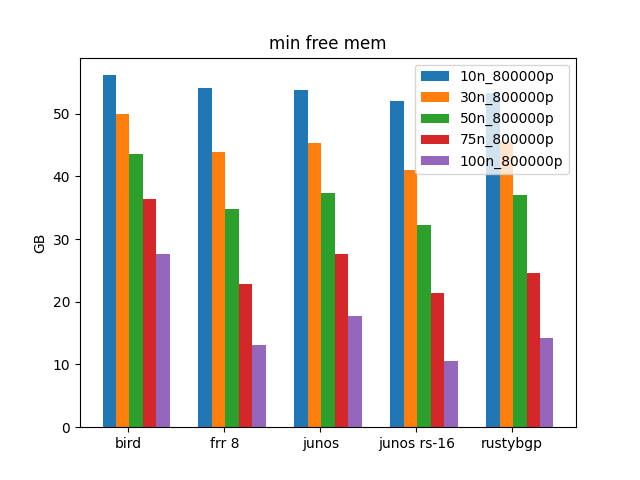 min free mem
10n_800000p
30n_800000p
50n_800000p
75n_800000p
100n_800000p
GB
50
40
30
20
10
0
bird
frr 8
junos
junos rs-16
rustybgp